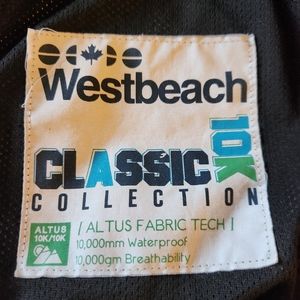 Westbeach
CLASSIC 10K
COLLECTION
/ ALTUS FABRIC TECH /
ALTUS
10K/10K
10,000mm Waterproof
10,000gm Breathability